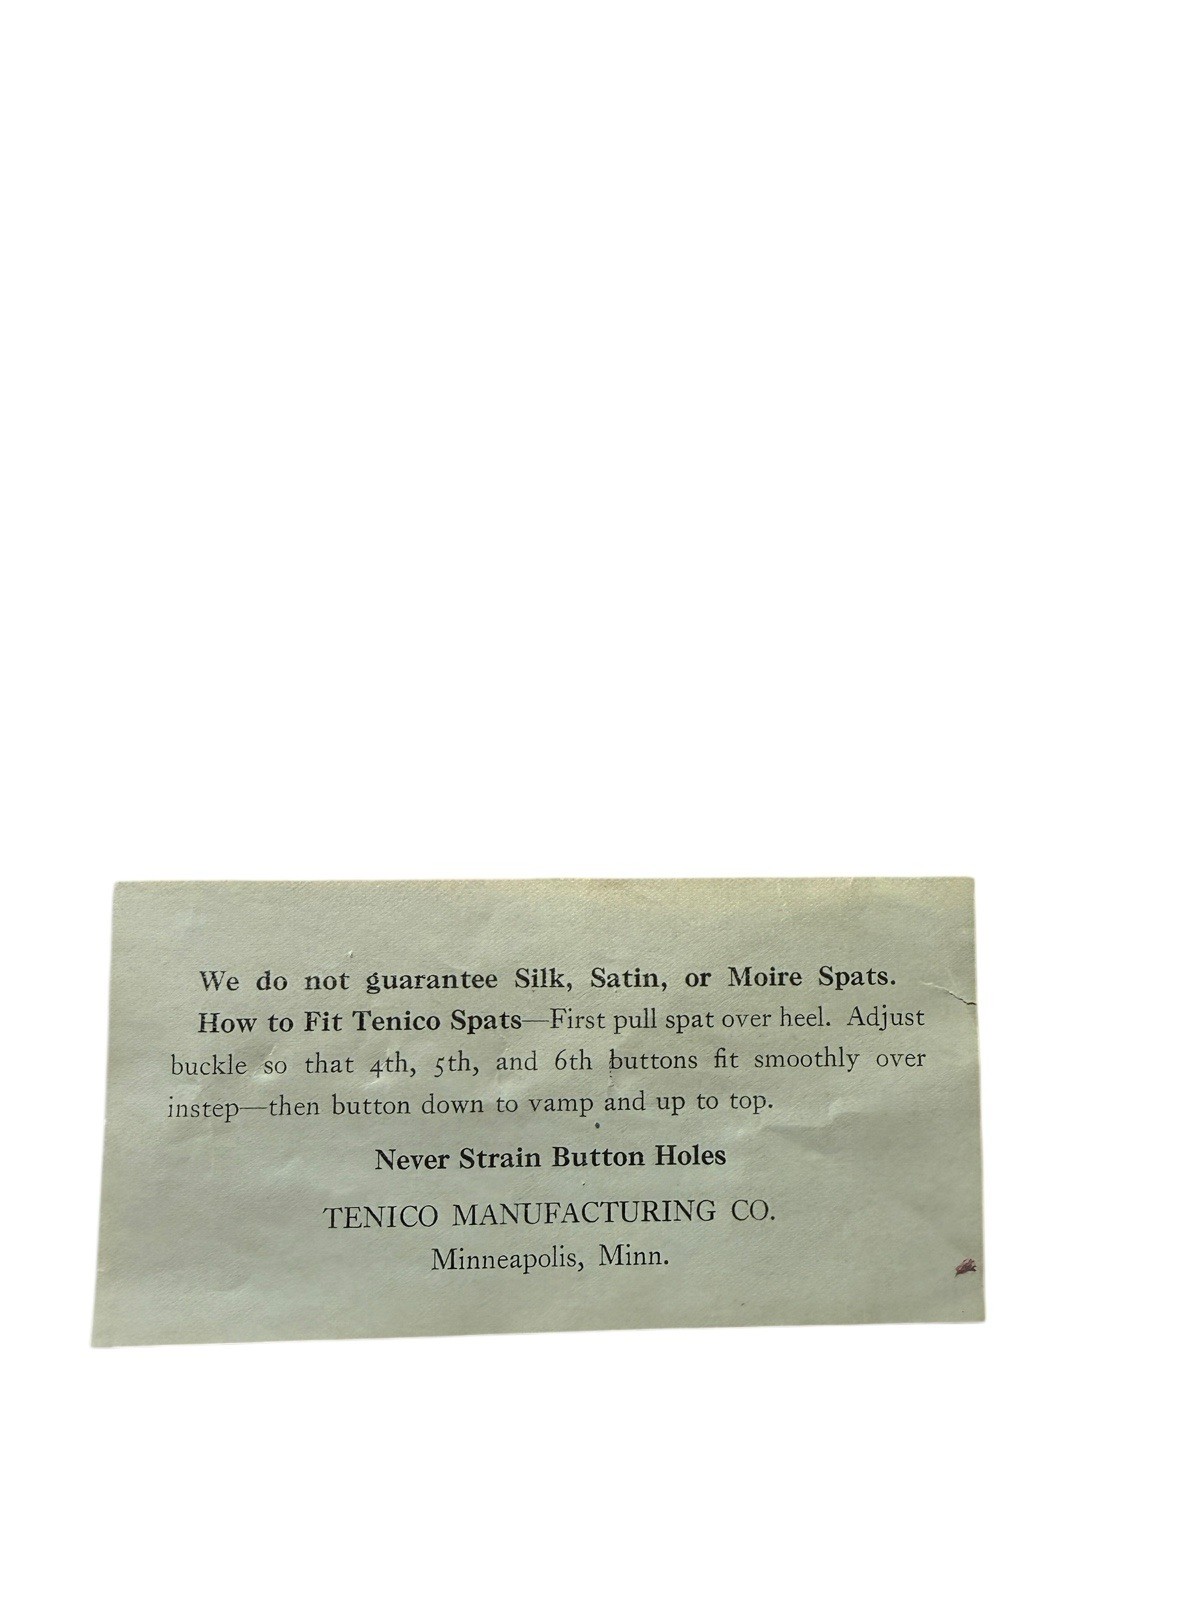 We do not guarantee Silk, Satin, or Moire Spats.
How to Fit Tenico Spats—First pull spat over heel. Adjust
buckle so that 4th, 5th, and 6th buttons fit smoothly over
instep—then button down to vamp and up to top.
Never Strain Button Holes
TENICO MANUFACTURING CO.
Minneapolis, Minn.